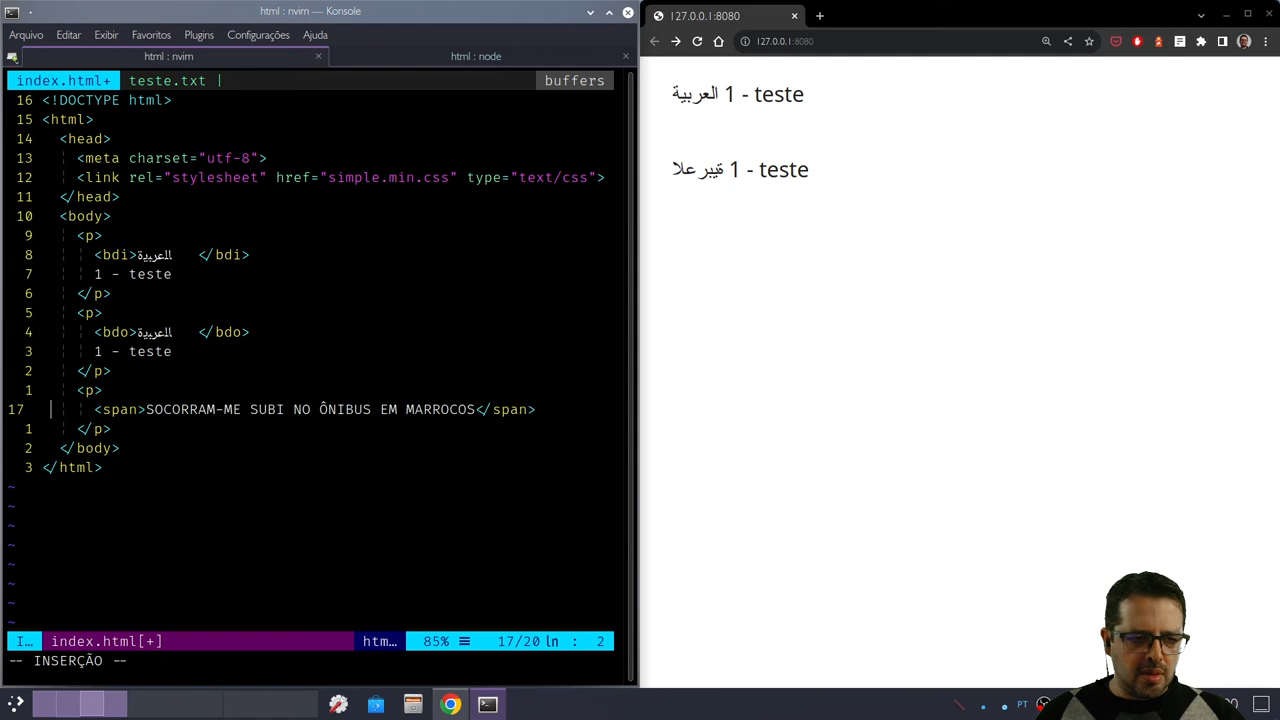 html : nvim — Konsole
Arquivo Editar Exibir Favoritos Plugins Configurações Ajuda
html : nvim
html : node
index.html+ teste.txt | buffers
16 <!DOCTYPE html>
15 <html>
14 <head>
13 <meta charset="utf-8">
12 <link rel="stylesheet" href="simple.min.css" type="text/css">
11 </head>
10 <body>
9 <p>
8 <bdi>العربية </bdi>
7 1 - teste
6 </p>
5 <p>
4 <bdo>العربية </bdo>
3 1 - teste
2 </p>
1 <p>
17 <span>SOCORRAM-ME SUBI NO ÔNIBUS EM MARROCOS</span>
1 </p>
2 </body>
3 </html>
~
~
~
~
~
~
~
~
I… index.html[+] htm… 85% ☰ 17/20 ln : 2
-- INSERÇÃO --
127.0.0.1:8080
127.0.0.1:8080
العربية 1 - teste
ةيبرعلا 1 - teste
PT